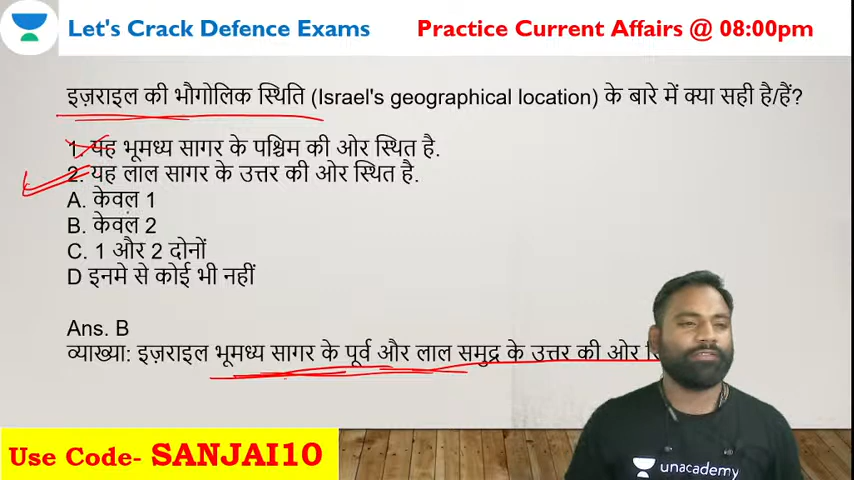 Let's Crack Defence Exams Practice Current Affairs @ 08:00pm
इज़राइल की भौगोलिक स्थिति (Israel's geographical location) के बारे में क्या सही है/हैं?
1. यह भूमध्य सागर के पश्चिम की ओर स्थित है.
2. यह लाल सागर के उत्तर की ओर स्थित है.
A. केवल 1
B. केवल 2
C. 1 और 2 दोनों
D इनमे से कोई भी नहीं
Ans. B
व्याख्या: इज़राइल भूमध्य सागर के पूर्व और लाल समुद्र के उत्तर की ओर
unacademy
Use Code- SANJAI10